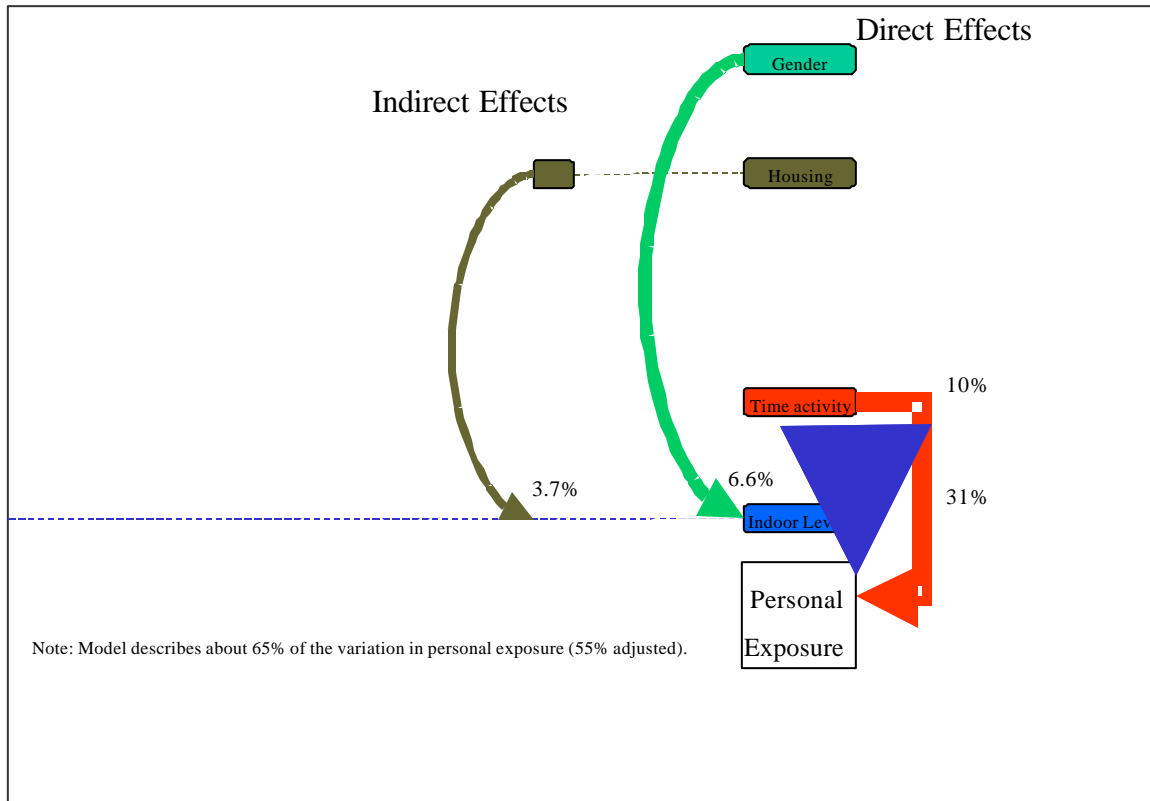 Direct Effects
Gender
Indirect Effects
Housing
10%
Time activity
6.6%
3.7%
31%
Indoor
Personal
Exposure
Note: Model describes about 65% of the variation in personal exposure (55% adjusted).